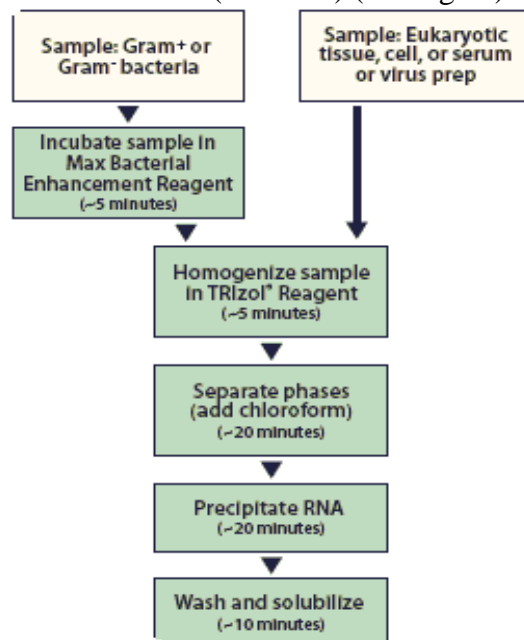 Sample: Gram+ or
Gram- bacteria
Sample: Eukaryotic
tissue, cell, or serum
or virus prep
Incubate sample in
Max Bacterial
Enhancement Reagent
(~5 minutes)
Homogenize sample
in TRIzol® Reagent
(~5 minutes)
Separate phases
(add chloroform)
(~20 minutes)
Precipitate RNA
(~20 minutes)
Wash and solubilize
(~10 minutes)